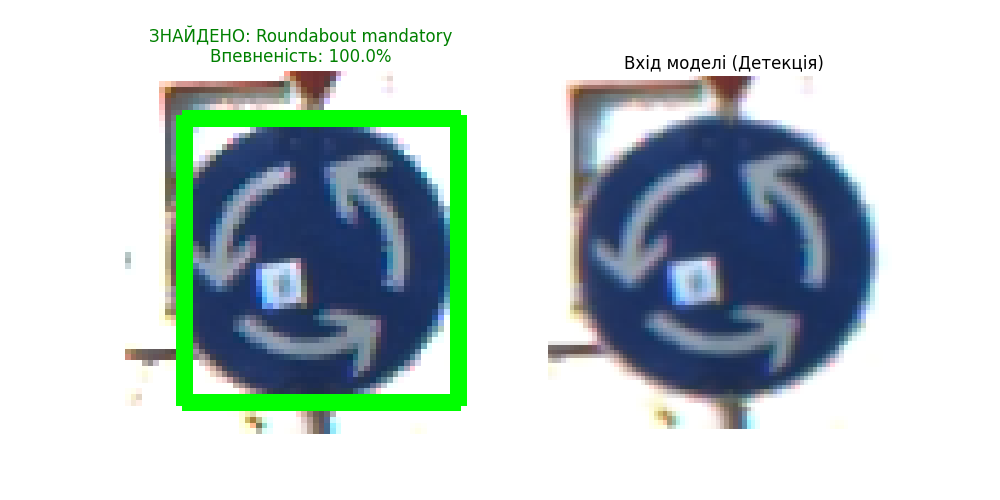 ЗНАЙДЕНО: Roundabout mandatory
Впевненість: 100.0%
Вхід моделі (Детекція)